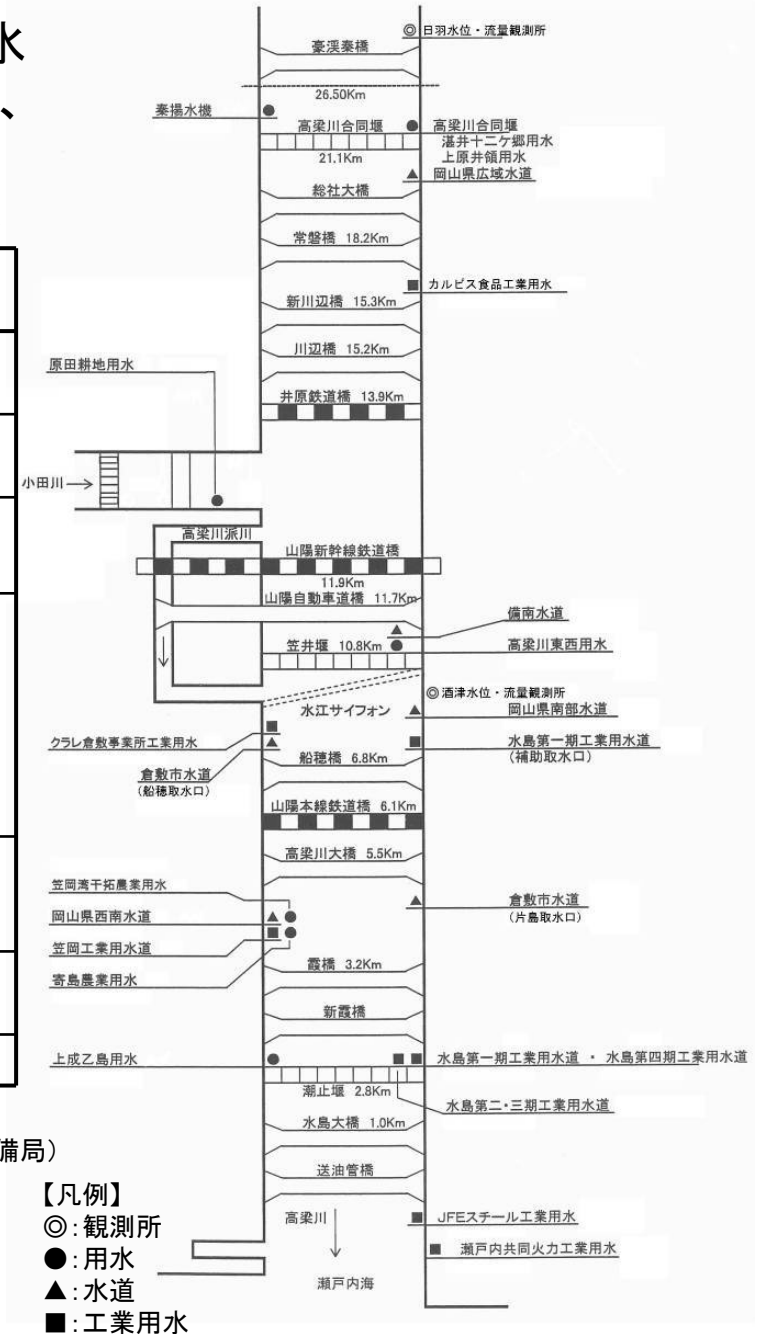 水
、
◎ 日羽水位・流量観測所
豪渓秦橋
26.50Km
秦揚水機
高梁川合同堰
21.1Km
高梁川合同堰
湛井十二ケ郷用水
上原井領用水
岡山県広域水道
総社大橋
常磐橋 18.2Km
カルピス食品工業用水
新川辺橋 15.3Km
川辺橋 15.2Km
原田耕地用水
井原鉄道橋 13.9Km
小田川→
高梁川派川
山陽新幹線鉄道橋
11.9Km
山陽自動車道橋 11.7Km
備南水道
笠井堰 10.8Km
高梁川東西用水
◎酒津水位・流量観測所
水江サイフォン
岡山県南部水道
クラレ倉敷事業所工業用水
水島第一期工業用水道
(補助取水口)
船穂橋 6.8Km
倉敷市水道
(船穂取水口)
山陽本線鉄道橋 6.1Km
高梁川大橋 5.5Km
笠岡湾干拓農業用水
倉敷市水道
(片島取水口)
岡山県西南水道
笠岡工業用水道
寄島農業用水
霞橋 3.2Km
新霞橋
上成乙島用水
水島第一期工業用水道 ・ 水島第四期工業用水道
潮止堰 2.8Km
水島第二・三期工業用水道
水島大橋 1.0Km
備局）
送油管橋
【凡例】
◎:観測所
●:用水
▲:水道
■:工業用水
高梁川
JFEスチール工業用水
瀬戸内共同火力工業用水
瀬戸内海